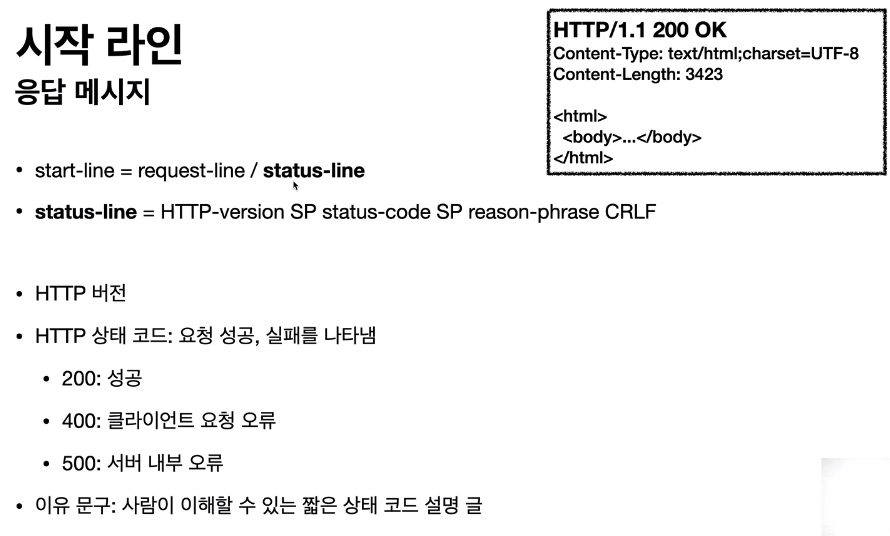 시작 라인
응답 메시지
HTTP/1.1 200 OK
Content-Type: text/html;charset=UTF-8
Content-Length: 3423
<html>
<body>...</body>
</html>
• start-line = request-line / status-line
• status-line = HTTP-version SP status-code SP reason-phrase CRLF
• HTTP 버전
• HTTP 상태 코드: 요청 성공, 실패를 나타냄
• 200: 성공
• 400: 클라이언트 요청 오류
• 500: 서버 내부 오류
• 이유 문구: 사람이 이해할 수 있는 짧은 상태 코드 설명 글